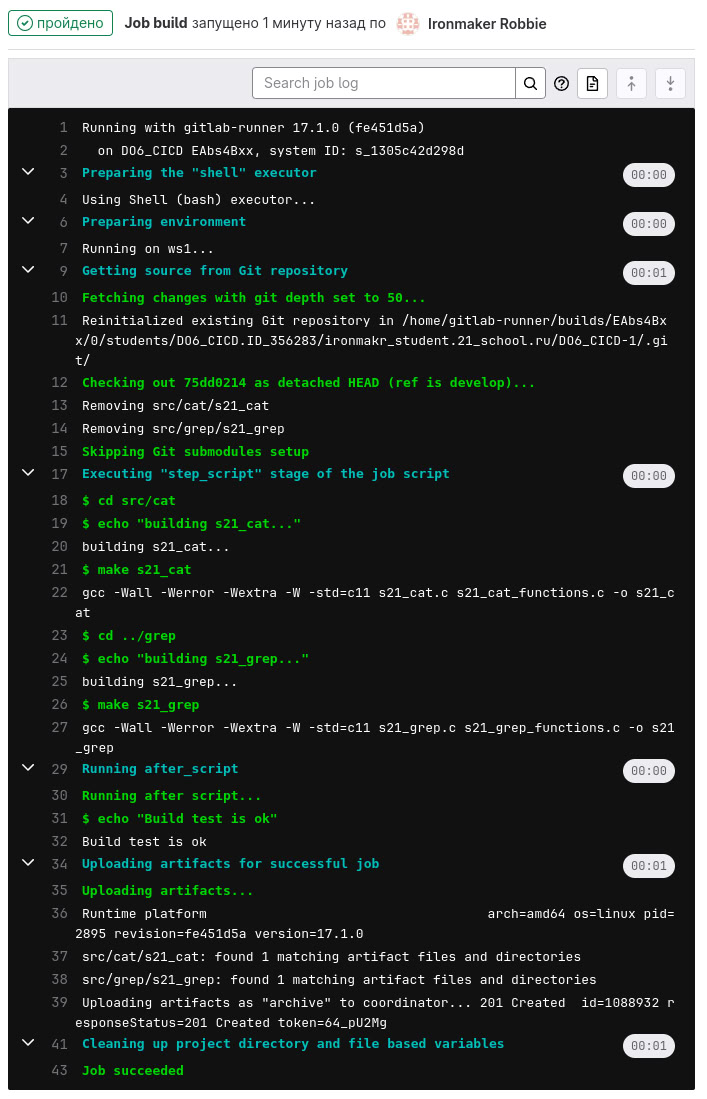 пройдено Job build запущено 1 минуту назад по Ironmaker Robbie
Search job log
1 Running with gitlab-runner 17.1.0 (fe451d5a)
2 on DO6_CICD EAbs4Bxx, system ID: s_1305c42d298d
3 Preparing the "shell" executor 00:00
4 Using Shell (bash) executor...
6 Preparing environment 00:00
7 Running on ws1...
9 Getting source from Git repository 00:01
10 Fetching changes with git depth set to 50...
11 Reinitialized existing Git repository in /home/gitlab-runner/builds/EAbs4Bx
x/0/students/DO6_CICD.ID_356283/ironmakr_student.21_school.ru/DO6_CICD-1/.gi
t/
12 Checking out 75dd0214 as detached HEAD (ref is develop)...
13 Removing src/cat/s21_cat
14 Removing src/grep/s21_grep
15 Skipping Git submodules setup
17 Executing "step_script" stage of the job script 00:00
18 $ cd src/cat
19 $ echo "building s21_cat..."
20 building s21_cat...
21 $ make s21_cat
22 gcc -Wall -Werror -Wextra -W -std=c11 s21_cat.c s21_cat_functions.c -o s21_c
at
23 $ cd ../grep
24 $ echo "building s21_grep..."
25 building s21_grep...
26 $ make s21_grep
27 gcc -Wall -Werror -Wextra -W -std=c11 s21_grep.c s21_grep_functions.c -o s21
_grep
29 Running after_script 00:00
30 Running after script...
31 $ echo "Build test is ok"
32 Build test is ok
34 Uploading artifacts for successful job 00:01
35 Uploading artifacts...
36 Runtime platform arch=amd64 os=linux pid=
2895 revision=fe451d5a version=17.1.0
37 src/cat/s21_cat: found 1 matching artifact files and directories
38 src/grep/s21_grep: found 1 matching artifact files and directories
39 Uploading artifacts as "archive" to coordinator... 201 Created id=1088932 r
esponseStatus=201 Created token=64_pU2Mg
41 Cleaning up project directory and file based variables 00:01
43 Job succeeded